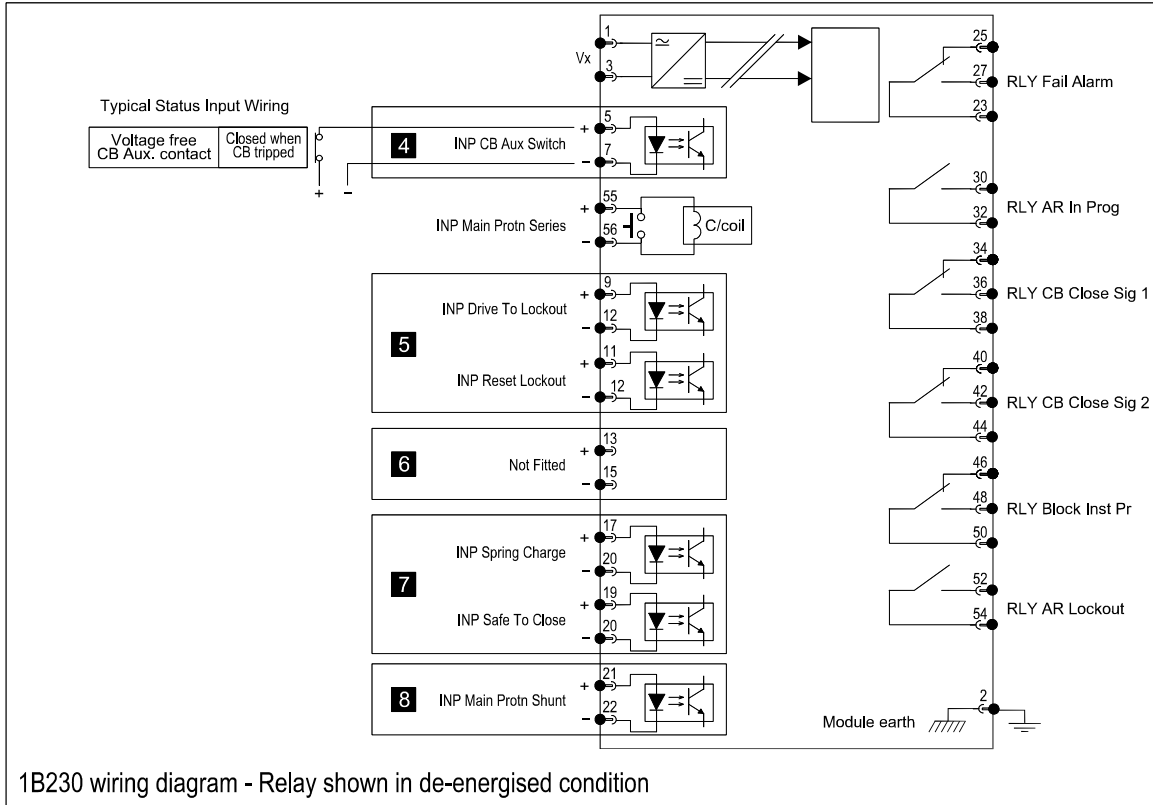 1
Vx
3
Typical Status Input Wiring
Voltage free
CB Aux. contact
Closed when
CB tripped
+ −
4
INP CB Aux Switch
+ 5
− 7
INP Main Protn Series
+ 55
− 56
C/coil
5
INP Drive To Lockout
+ 9
− 12
INP Reset Lockout
+ 11
− 12
6
Not Fitted
+ 13
− 15
7
INP Spring Charge
+ 17
− 20
INP Safe To Close
+ 19
− 20
8
INP Main Protn Shunt
+ 21
− 22
25
27
23
RLY Fail Alarm
30
32
RLY AR In Prog
34
36
38
RLY CB Close Sig 1
40
42
44
RLY CB Close Sig 2
46
48
50
RLY Block Inst Pr
52
54
RLY AR Lockout
2
Module earth
1B230 wiring diagram - Relay shown in de-energised condition